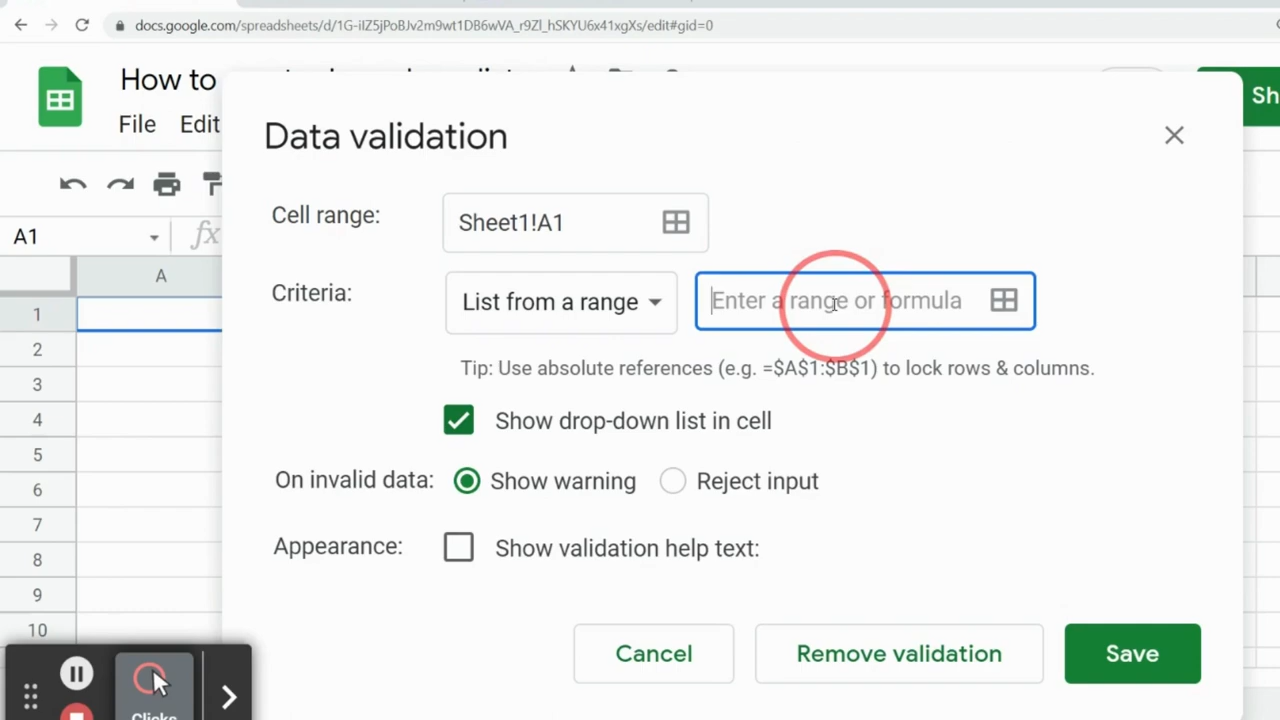 docs.google.com/spreadsheets/d/1G-iIZ5jPoBJv2m9wt1DB6wVA_r9Zl_hSKYU6x41xgXs/edit#gid=0
How to
Sh
File Edit
Data validation
Cell range: Sheet1!A1
A1 fx
A
Criteria: List from a range Enter a range or formula
1
2
Tip: Use absolute references (e.g. =$A$1:$B$1) to lock rows & columns.
3
4
Show drop-down list in cell
5
On invalid data: Show warning Reject input
6
7
Appearance: Show validation help text:
8
9
10
Cancel Remove validation Save
Clicks